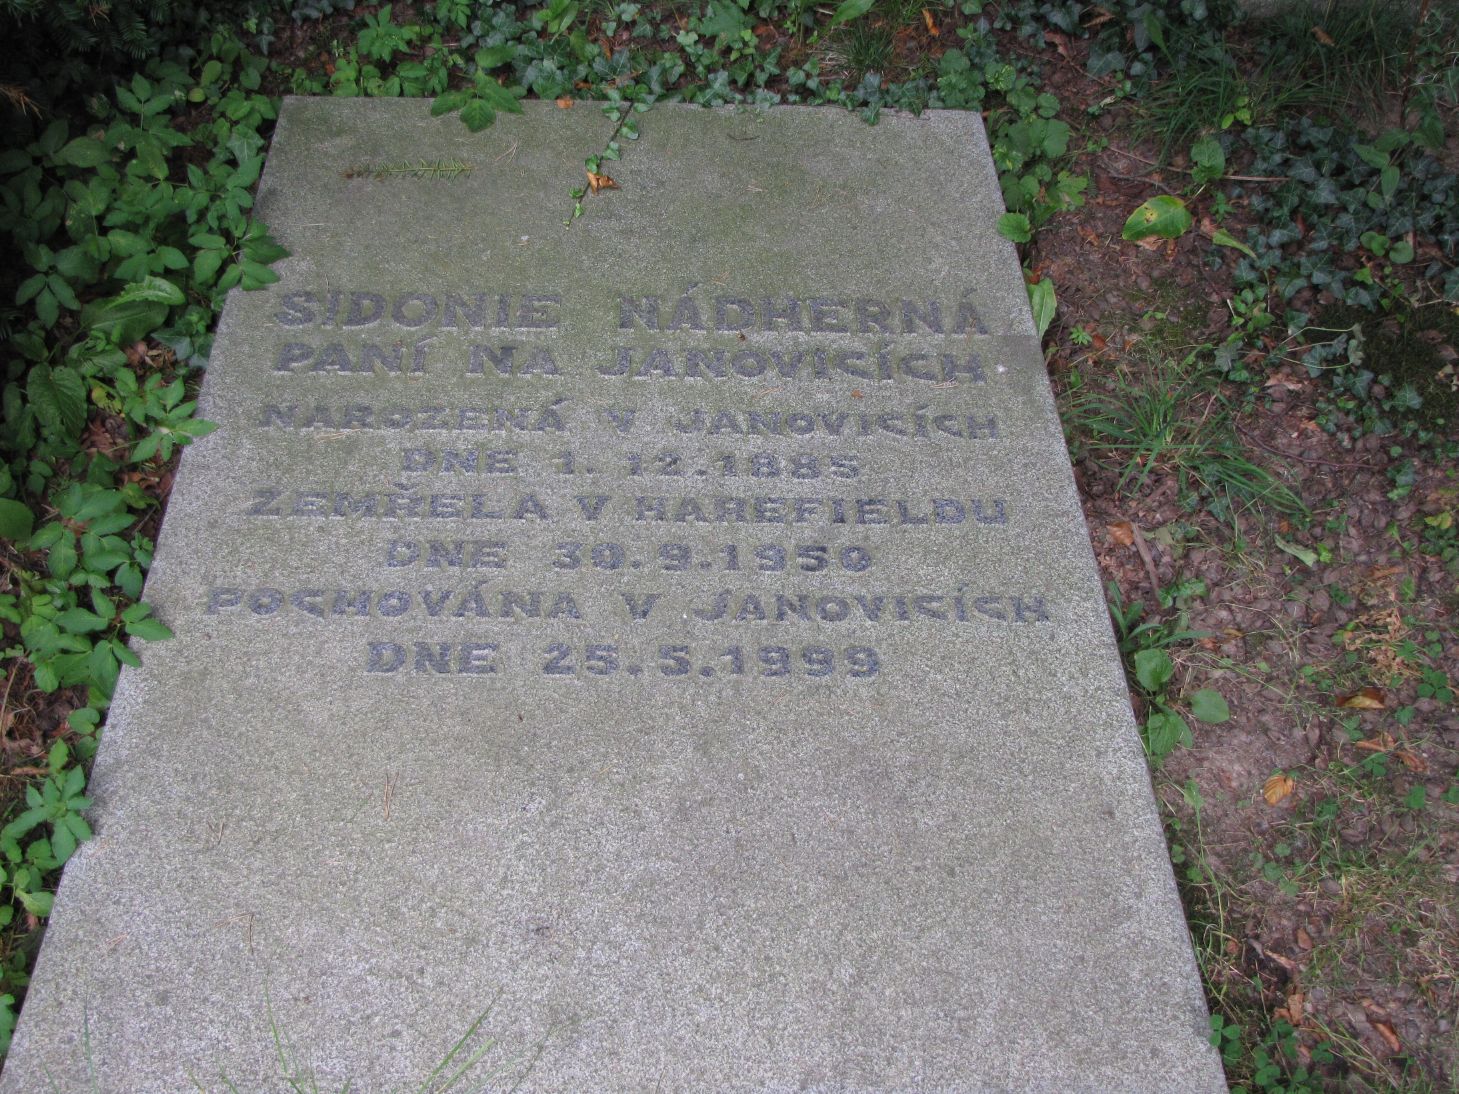 SIDONIE NÁDHERNÁ
PANÍ NA JANOVICÍCH
NAROZENÁ V JANOVICÍCH
DNE 1.12.1885
ZEMŘELA V HAREFIELDU
DNE 30.9.1950
POCHOVÁNA V JANOVICÍCH
DNE 25.5.1999